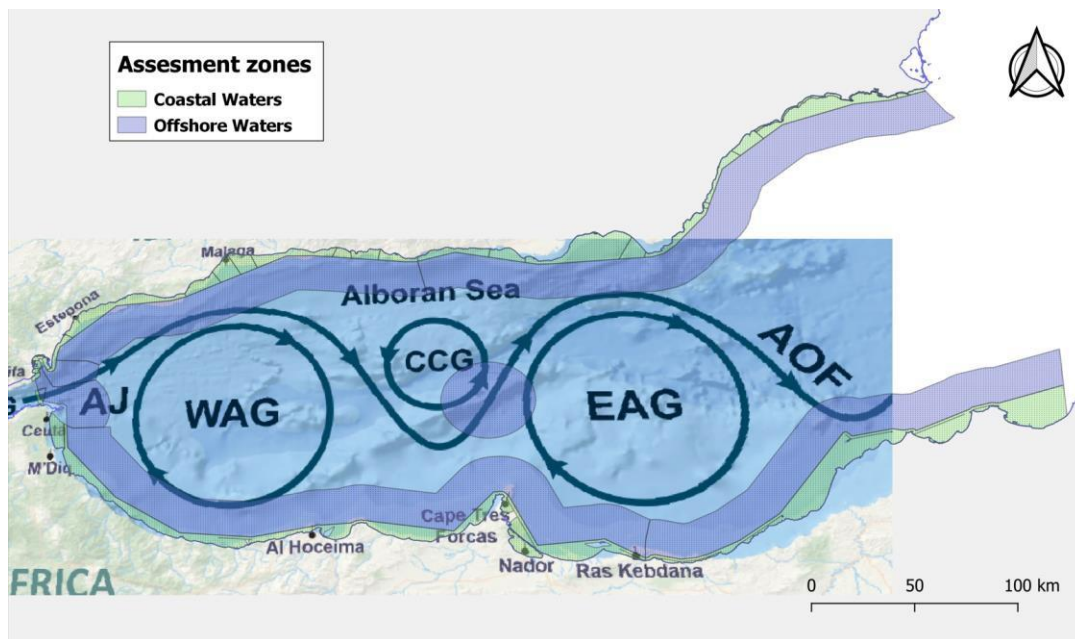 Assesment zones
Coastal Waters
Offshore Waters
Malaga
Alboran Sea
Estepona
CCG
AOF
ifa
AJ
WAG
EAG
G
Ceuta
M'Diq
Cape Tres
Forcas
Al Hoceima
Nador
Ras Kebdana
FRICA
0 50 100 km